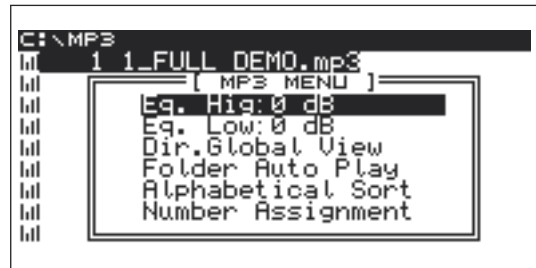 C:\MP3
1 1_FULL DEMO.mp3
[ MP3 MENU ]
Eq. Hig:0 dB
Eq. Low:0 dB
Dir.Global View
Folder Auto Play
Alphabetical Sort
Number Assignment